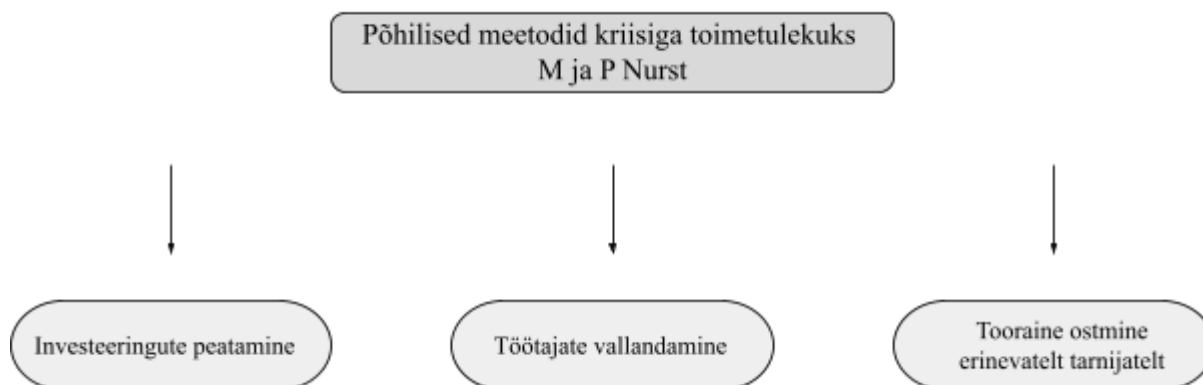 Põhilised meetodid kriisiga toimetulekuks
M ja P Nurst
Investeeringute peatamine
Töötajate vallandamine
Tooraine ostmine
erinevatelt tarnijatelt